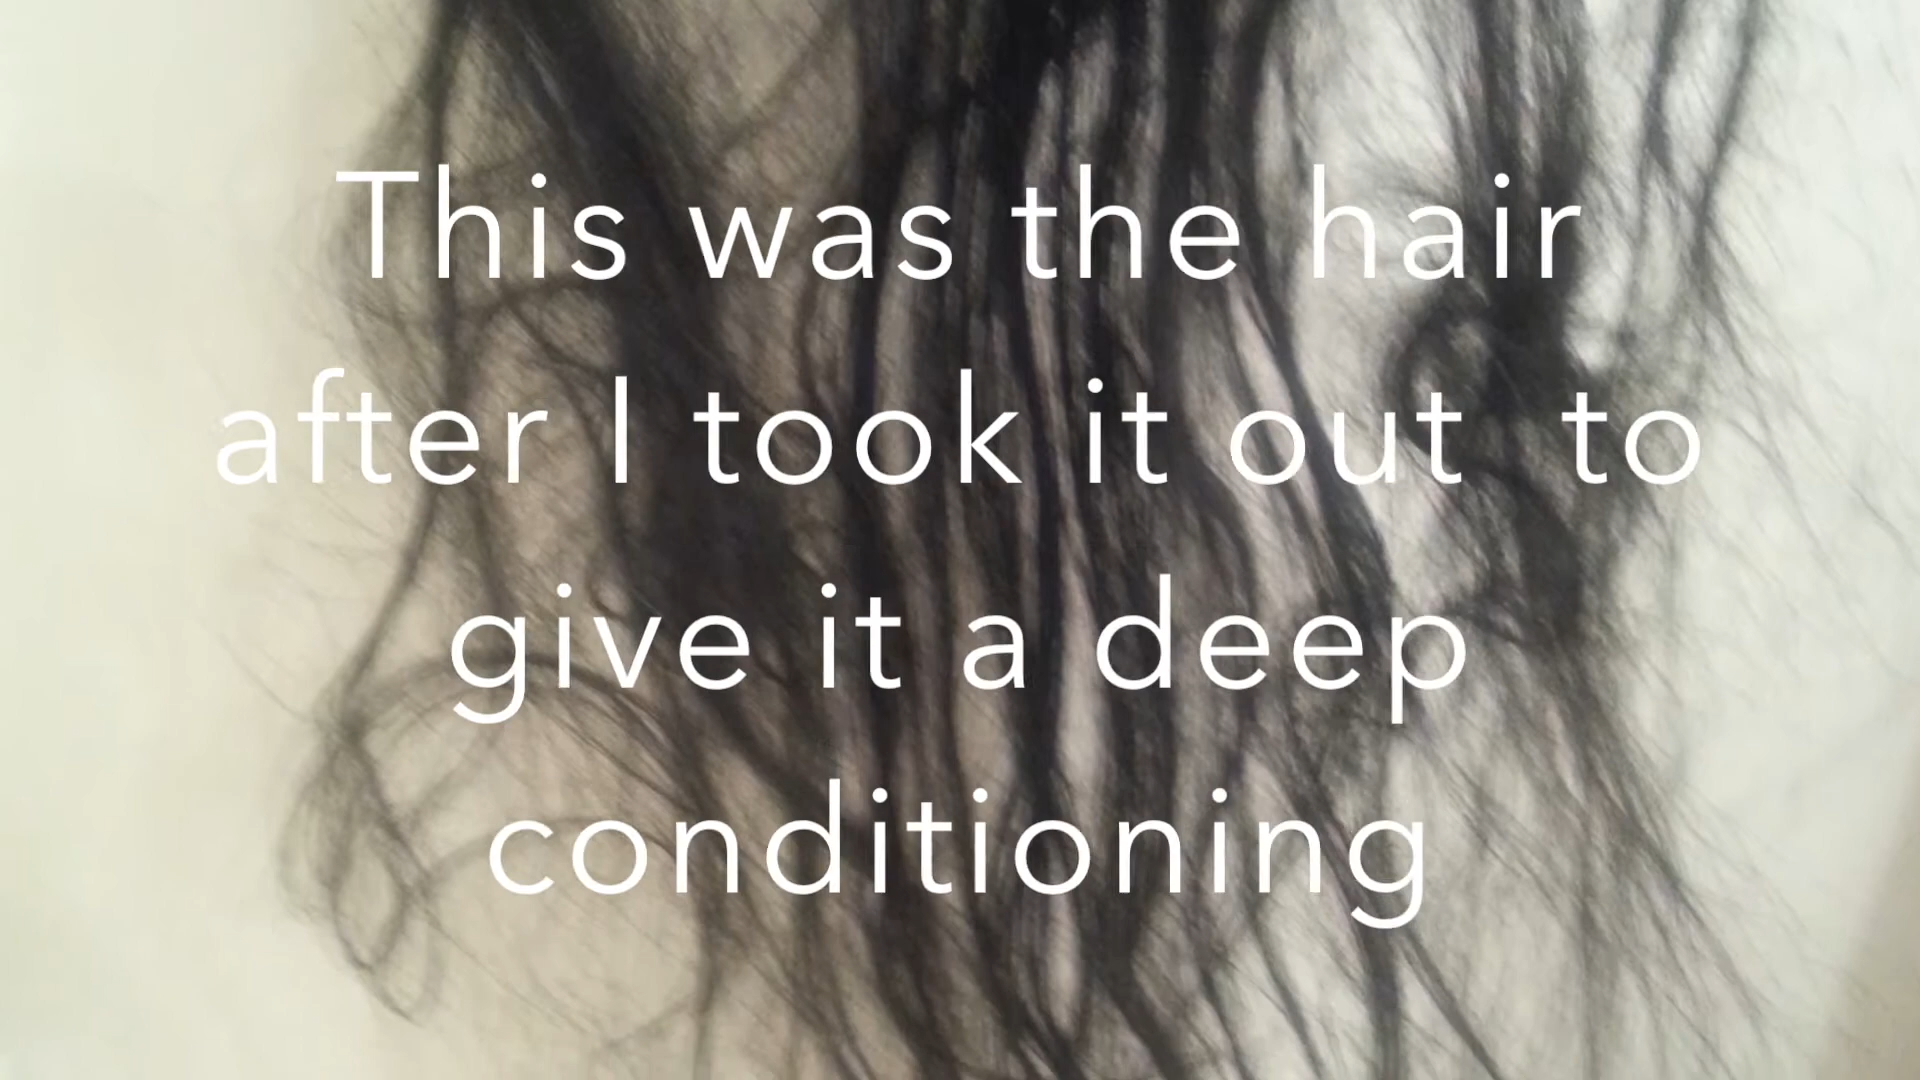 This was the hair
after I took it out  to
give it a deep
conditioning